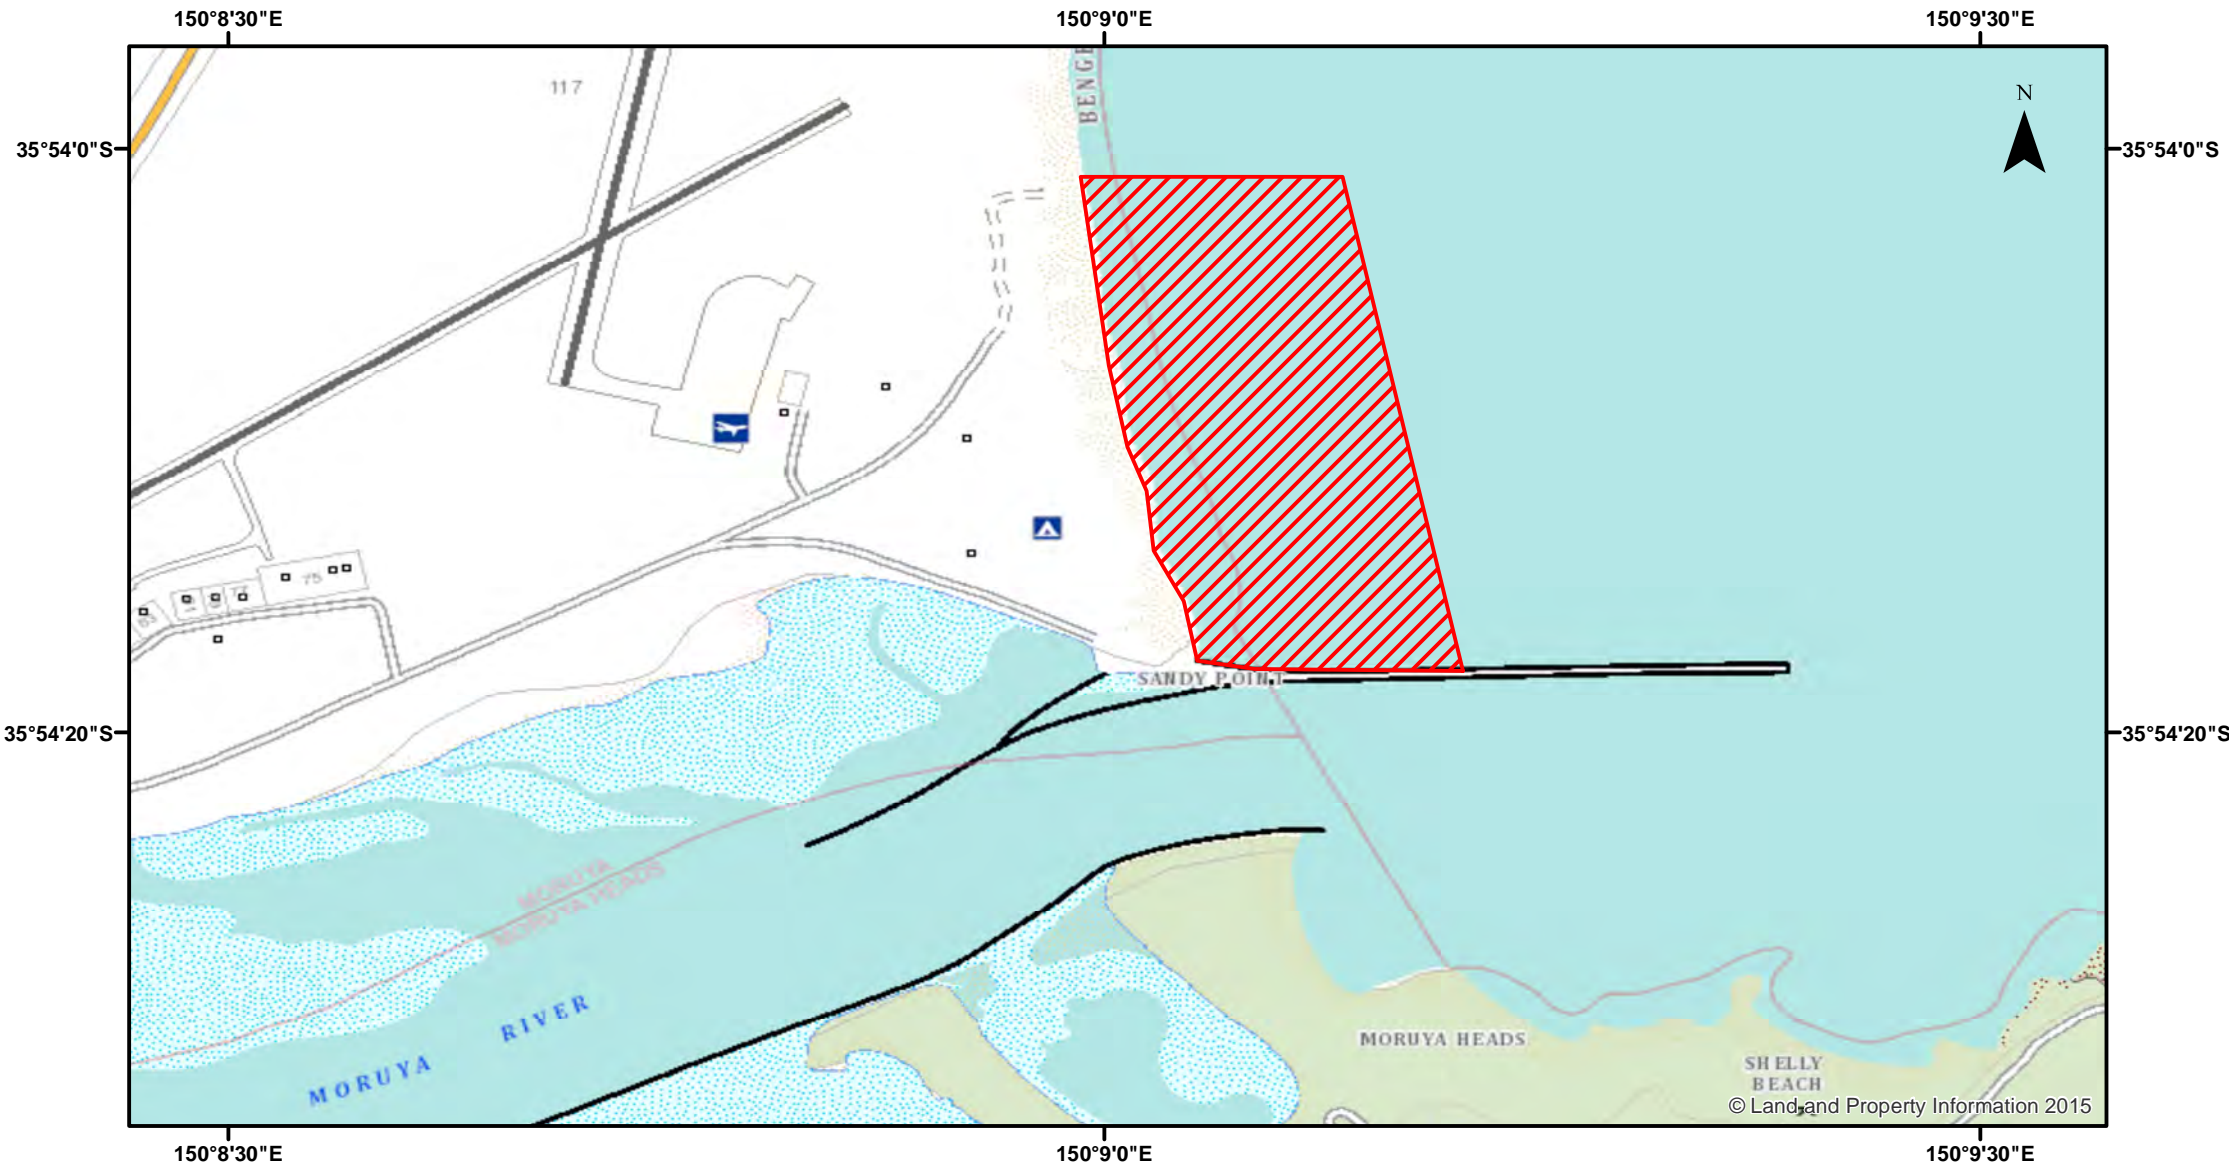 150°8'30"E 150°9'0"E 150°9'30"E
N
117
BENGE
35°54'0"S 35°54'0"S
75
SANDY POINT
35°54'20"S 35°54'20"S
MORUYA
MORUYA HEADS
MORUYA RIVER
MORUYA HEADS
SHELLY
BEACH
© Land and Property Information 2015
150°8'30"E 150°9'0"E 150°9'30"E